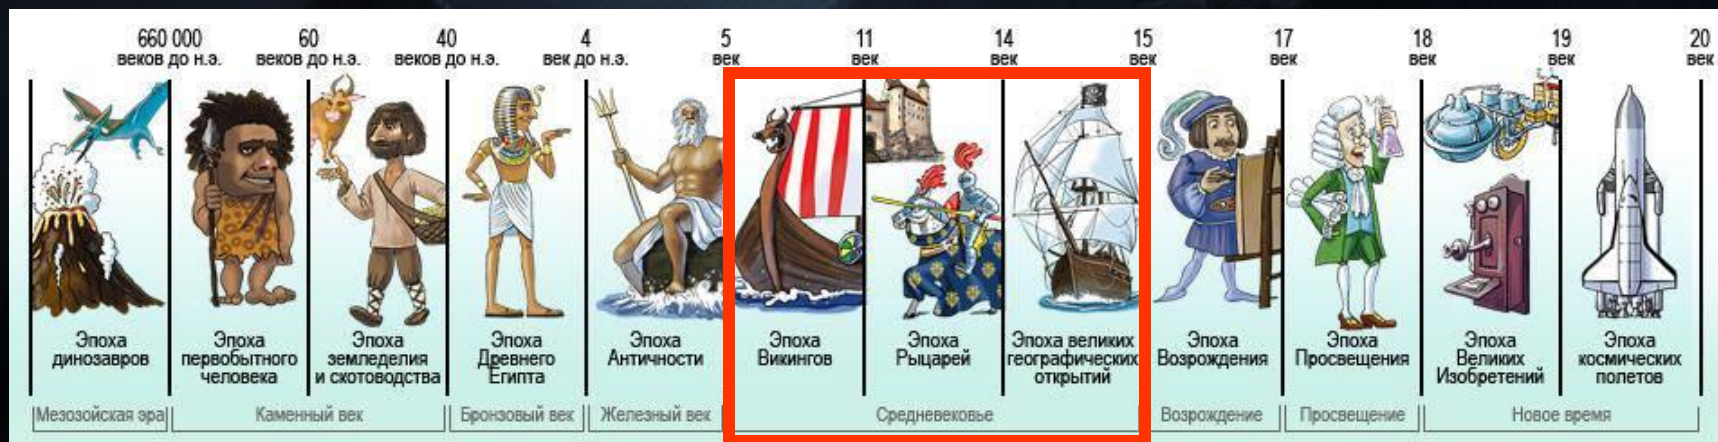 660 000 60 40 4 5 11 14 15 17 18 19 20
веков до н.э. веков до н.э. веков до н.э. век до н.э. век век век век век век век век
Эпоха динозавров
Эпоха первобытного человека
Эпоха земледелия и скотоводства
Эпоха Древнего Египта
Эпоха Античности
Эпоха Викингов
Эпоха Рыцарей
Эпоха великих географических открытий
Эпоха Возрождения
Эпоха Просвещения
Эпоха Великих Изобретений
Эпоха космических полетов
Мезозойская эра Каменный век Бронзовый век Железный век Средневековье Возрождение Просвещение Новое время